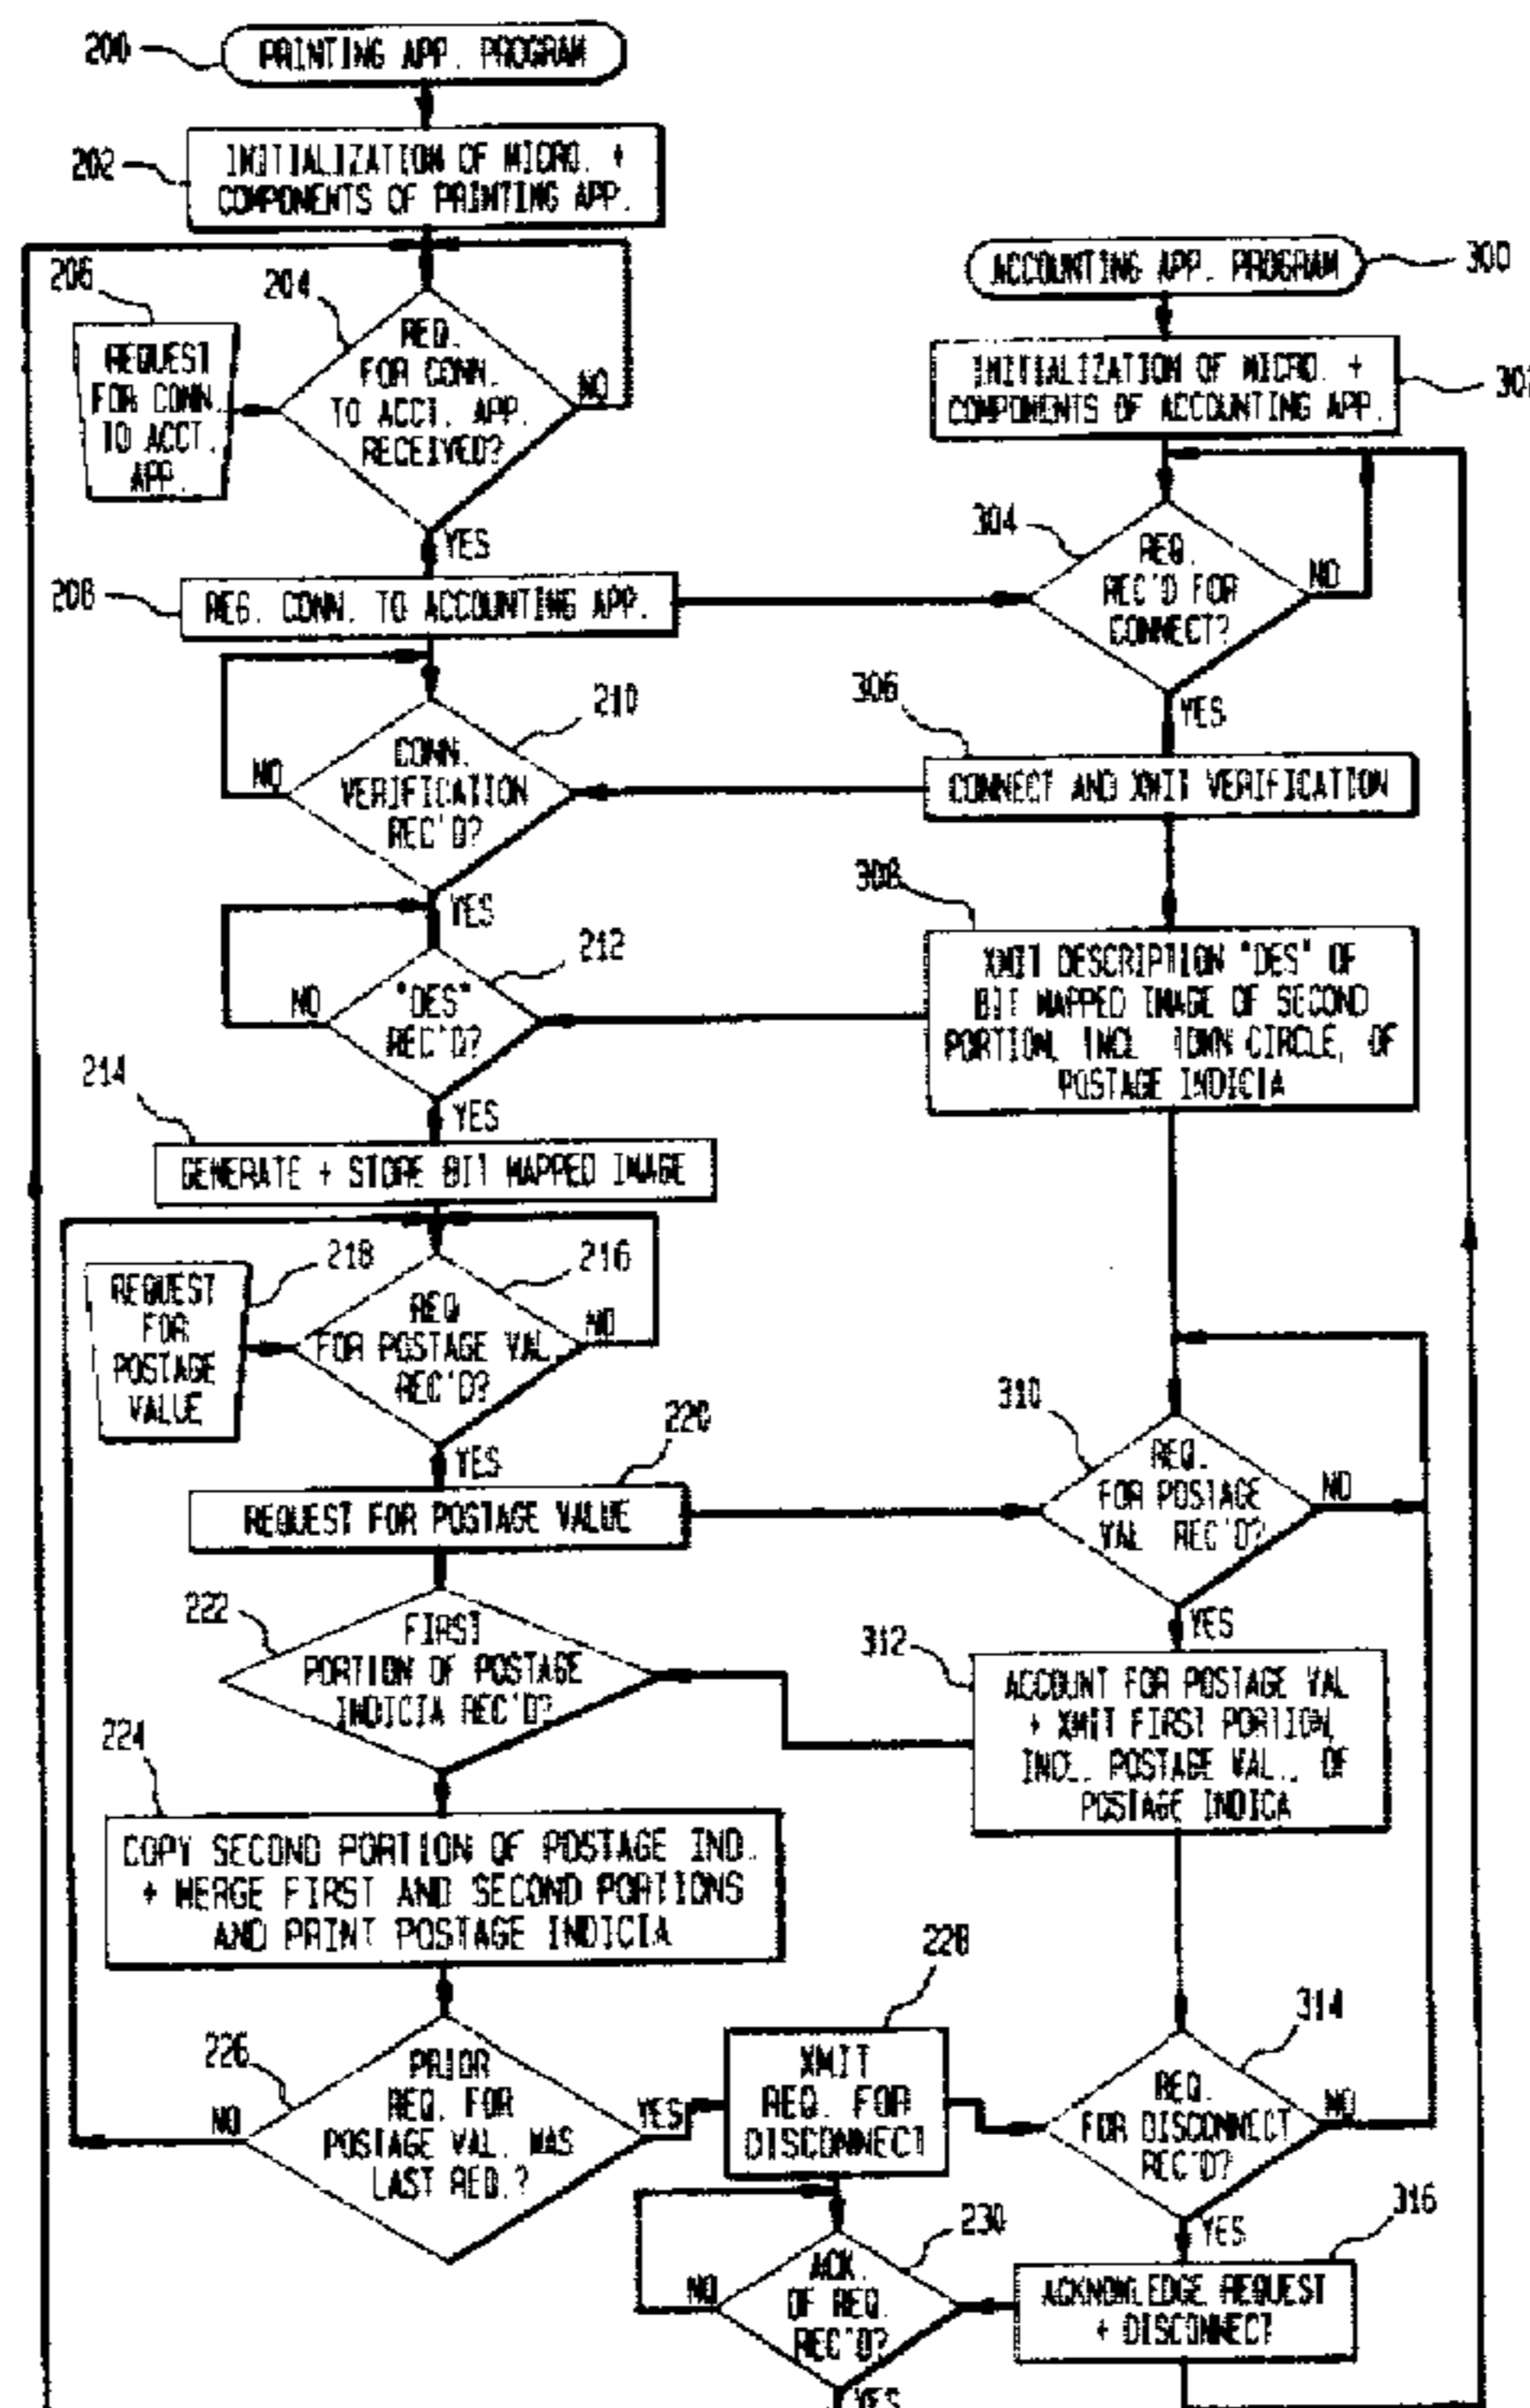 200
PRINTING APP. PROGRAM
202
INITIALIZATION OF MICRO. +
COMPONENTS OF PRINTING APP.
206
204
REQUEST
FOR CONN.
TO ACCT.
APP.
REQ.
FOR CONN.
TO ACCT. APP.
RECEIVED?
NO
YES
208
REG. CONN. TO ACCOUNTING APP.
210
CONN.
VERIFICATION
REC'D?
NO
YES
212
"DES"
REC'D?
NO
YES
214
GENERATE + STORE BIT MAPPED IMAGE
218
216
REQUEST
FOR
POSTAGE
VALUE
REQ
FOR POSTAGE VAL
REC'D?
NO
YES
220
REQUEST FOR POSTAGE VALUE
222
FIRST
PORTION OF POSTAGE
INDICIA REC'D?
224
COPY SECOND PORTION OF POSTAGE IND.
+ MERGE FIRST AND SECOND PORTIONS
AND PRINT POSTAGE INDICIA
226
PRIOR
REQ. FOR
POSTAGE VAL. WAS
LAST REQ.?
NO
YES
228
XMIT
REQ. FOR
DISCONNECT
230
ACK.
OF REQ.
REC'D?
NO
YES
300
ACCOUNTING APP. PROGRAM
302
INITIALIZATION OF MICRO. +
COMPONENTS OF ACCOUNTING APP.
304
REQ.
REC'D FOR
CONNECT?
NO
YES
306
CONNECT AND XMIT VERIFICATION
308
XMIT DESCRIPTION "DES" OF
BIT MAPPED IMAGE OF SECOND
PORTION, INCL. TOWN CIRCLE, OF
POSTAGE INDICIA
310
REQ.
FOR POSTAGE
VAL REC'D?
NO
YES
312
ACCOUNT FOR POSTAGE VAL
+ XMIT FIRST PORTION,
INCL. POSTAGE VAL., OF
POSTAGE INDICA
314
REQ.
FOR DISCONNECT
REC'D?
NO
YES
316
ACKNOWLEDGE REQUEST
+ DISCONNECT